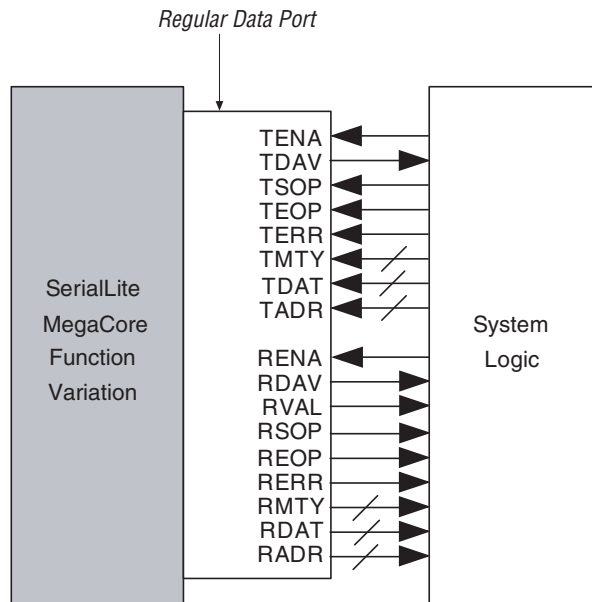 Regular Data Port
TENA
TDAV
TSOP
TEOP
TERR
TMTY
TDAT
TADR
RENA
RDAV
RVAL
RSOP
REOP
RERR
RMTY
RDAT
RADR
SerialLite
MegaCore
Function
Variation
System
Logic